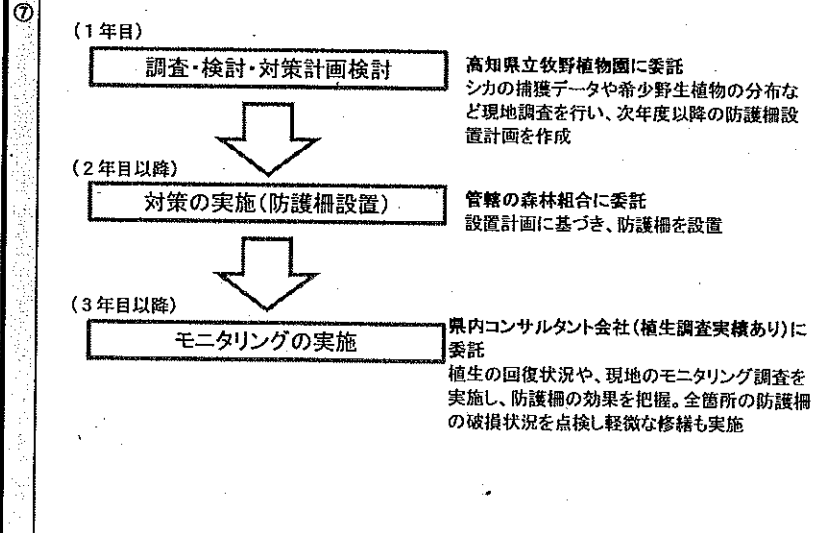 ⑦
(1年目)
調査・検討・対策計画検討
高知県立牧野植物園に委託
シカの捕獲データや希少野生植物の分布な
ど現地調査を行い、次年度以降の防護柵設
置計画を作成
(2年目以降)
対策の実施(防護柵設置)
管轄の森林組合に委託
設置計画に基づき、防護柵を設置
(3年目以降)
モニタリングの実施
県内コンサルタント会社(植生調査実績あり)に
委託
植生の回復状況や、現地のモニタリング調査を
実施し、防護柵の効果を把握。全箇所の防護柵
の破損状況を点検し軽微な修繕も実施